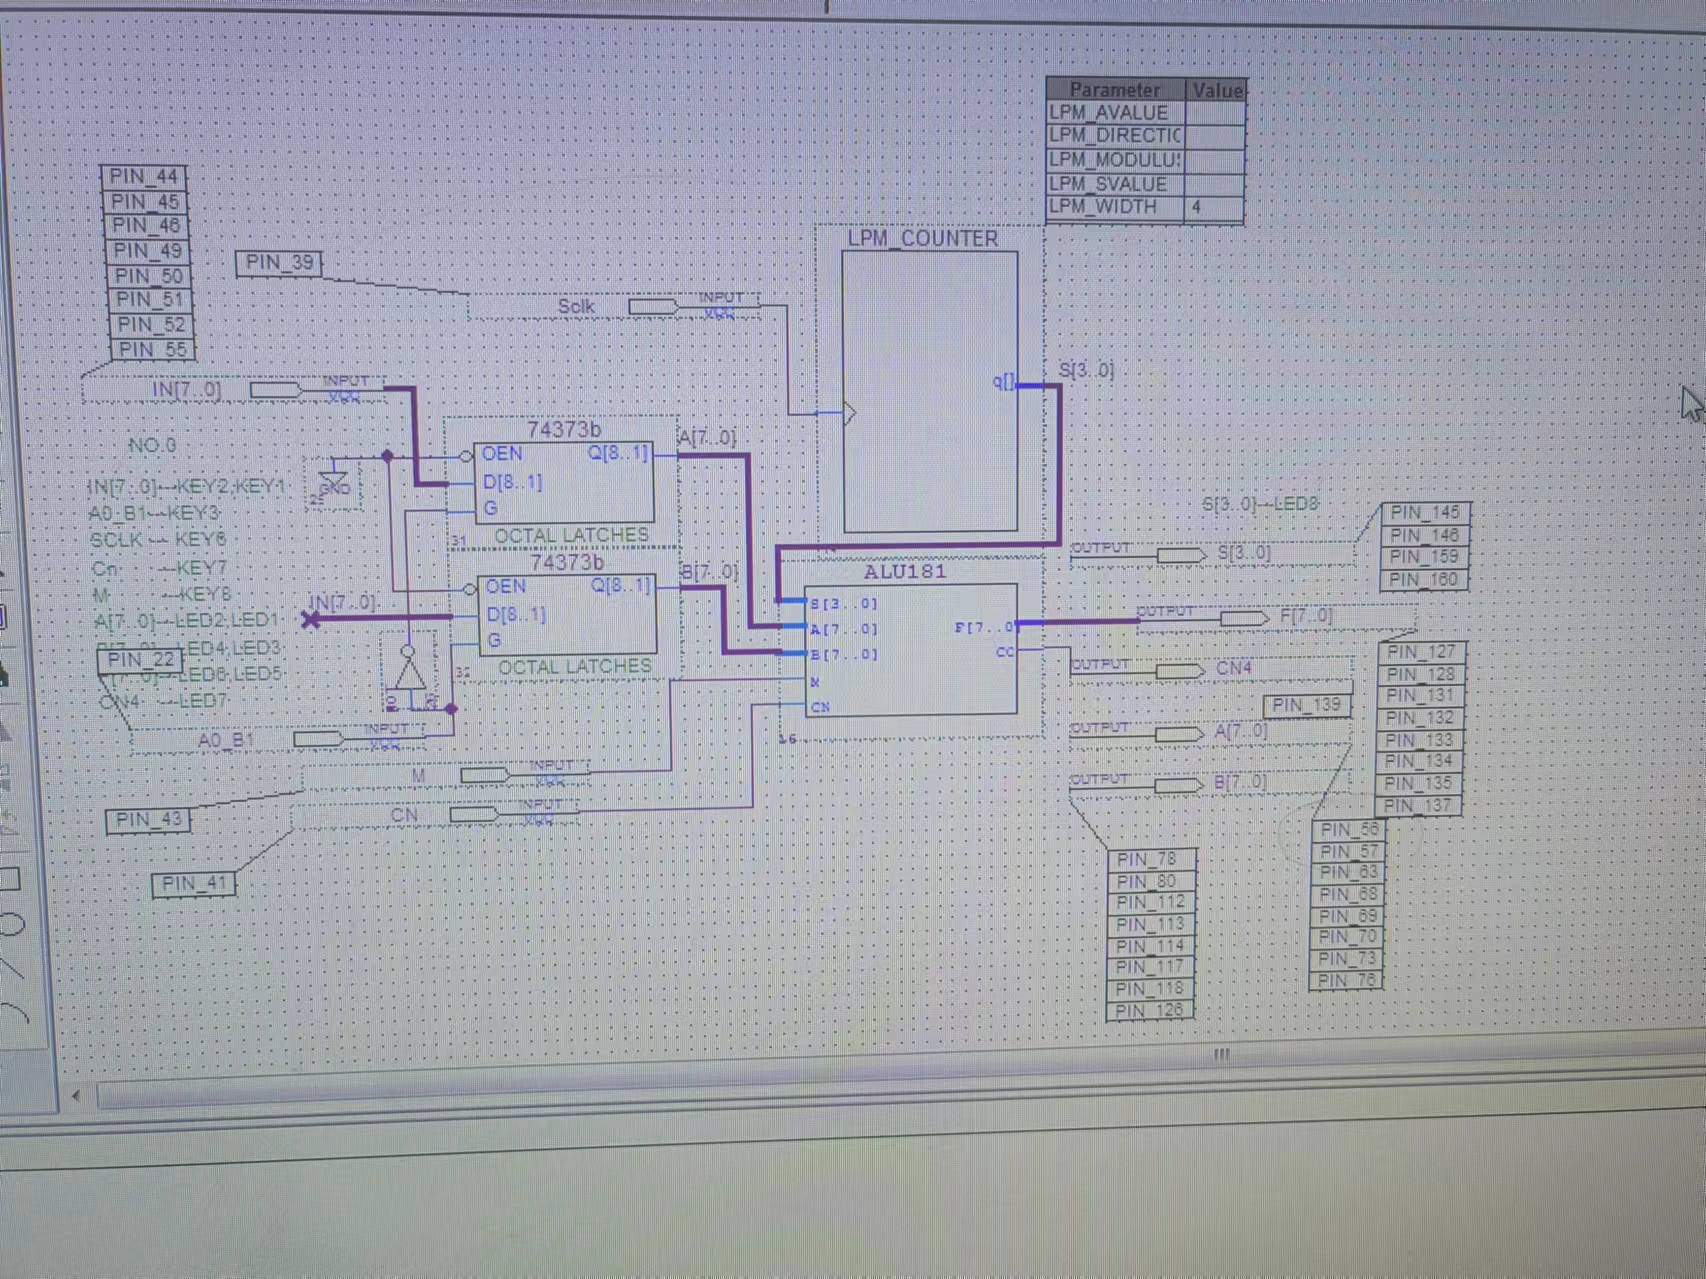 Parameter Value
LPM_AVALUE
LPM_DIRECTIC
LPM_MODULU
LPM_SVALUE
LPM_WIDTH 4
PIN_44
PIN_45
PIN_46
PIN_49
PIN_50
PIN_51
PIN_52
PIN_55
PIN_39
Sclk INPUT VCC
LPM_COUNTER
q[]
S[3..0]
IN[7..0] INPUT VCC
NO.0
IN[7..0]--KEY2,KEY1
A0_B1--KEY3
SCLK -- KEY6
Cn --KEY7
M --KEY8
A[7..0]--LED2,LED1
LED4,LED3
--LED6,LED5
CN4 --LED7
GND
74373b
OEN Q[8..1]
D[8..1]
G
31 OCTAL LATCHES
A[7..0]
74373b
OEN Q[8..1]
D[8..1]
G
32 OCTAL LATCHES
B[7..0]
IN[7..0]
PIN_22
A0_B1 INPUT VCC
M INPUT VCC
CN INPUT VCC
PIN_43
PIN_41
ALU181
S[3..0]
A[7..0] F[7..0
B[7..0] CC
M
CN
16
S[3..0]--LED8
OUTPUT S[3..0]
OUTPUT F[7..0]
OUTPUT CN4
OUTPUT A[7..0]
OUTPUT B[7..0]
PIN_145
PIN_146
PIN_159
PIN_160
PIN_127
PIN_128
PIN_131
PIN_132
PIN_133
PIN_134
PIN_135
PIN_137
PIN_139
PIN_56
PIN_57
PIN_63
PIN_68
PIN_69
PIN_70
PIN_73
PIN_76
PIN_78
PIN_80
PIN_112
PIN_113
PIN_114
PIN_117
PIN_118
PIN_126